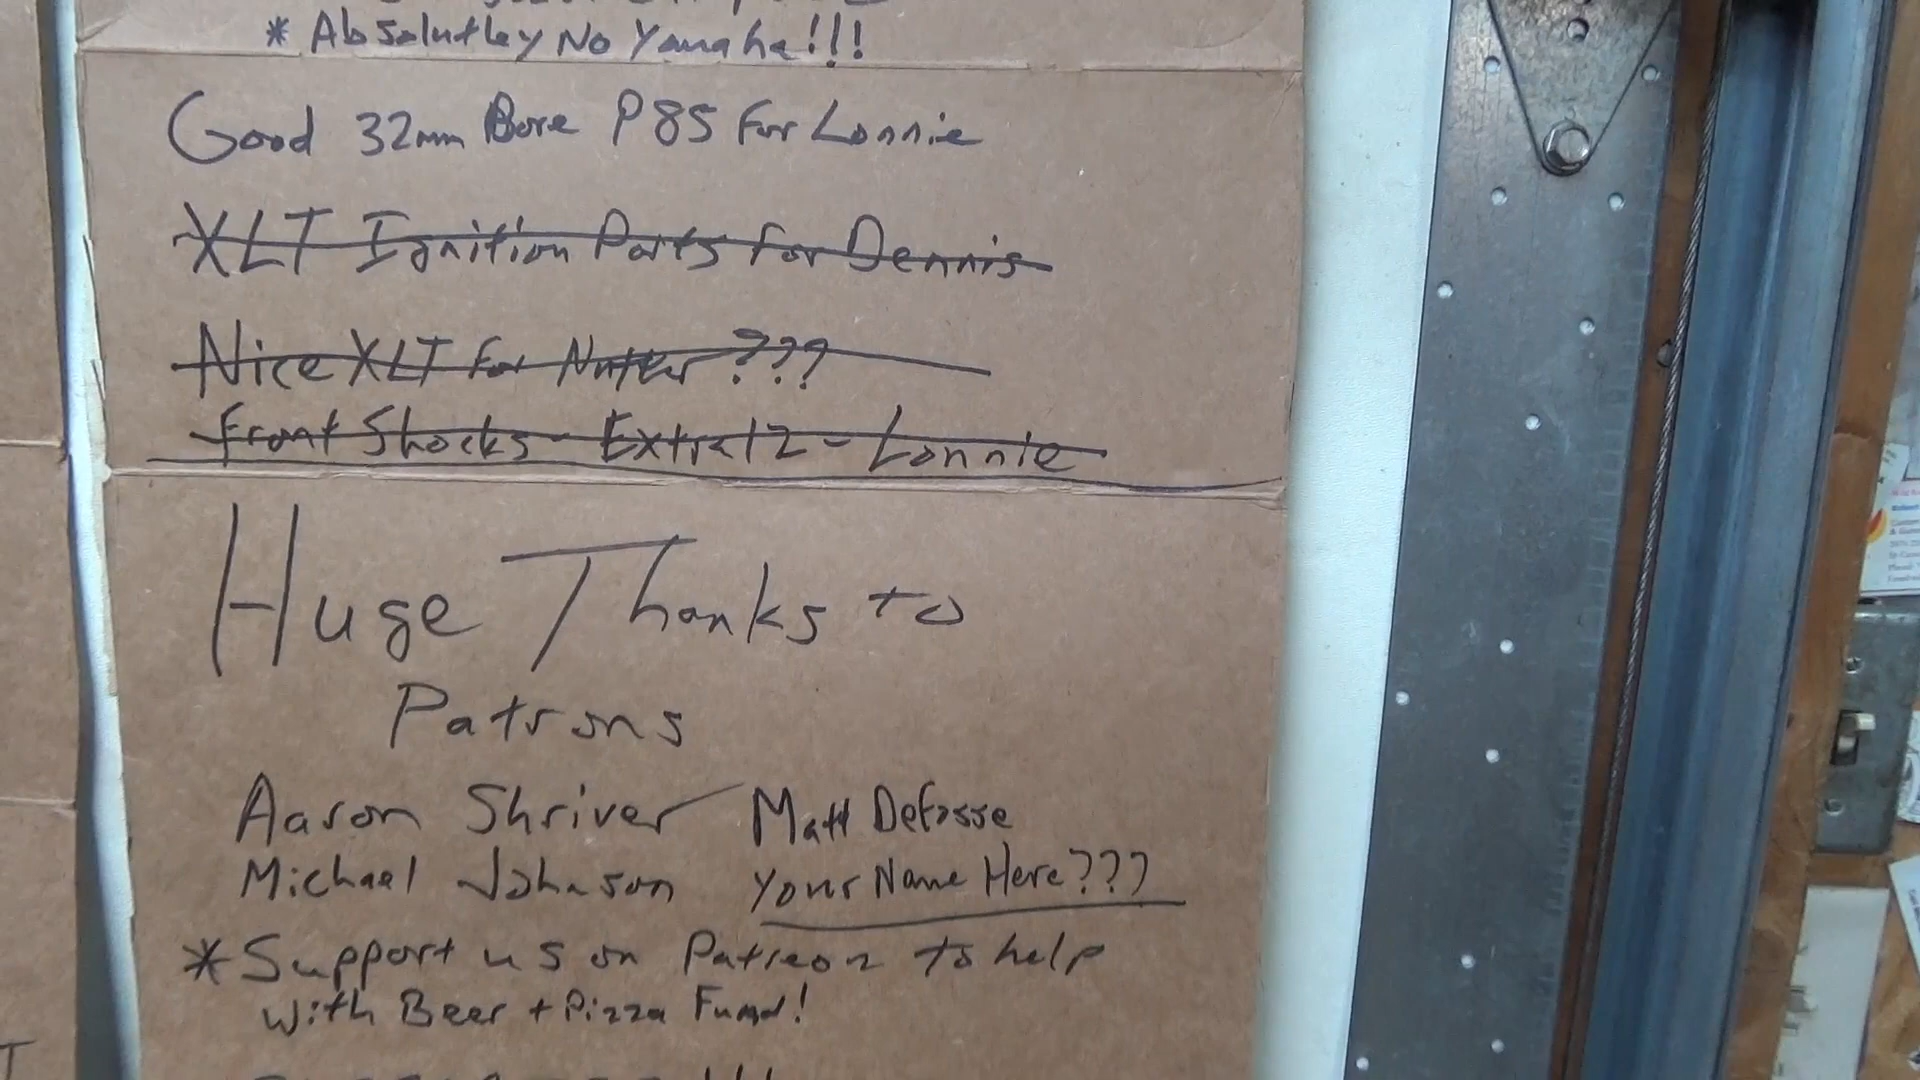 * Absolutley No Yamaha!!!
Good 32mm Bore P85 for Lonnie
XLT Ignition Parts for Dennis
Nice XLT for Nutter ???
Front Shocks - Extra 12 - Lonnie
Huge Thanks to
Patrons
Aaron Shriver Matt Defosse
Michael Johnson Your Name Here???
* Support us on Patreon to help
with Beer + Pizza Fund!